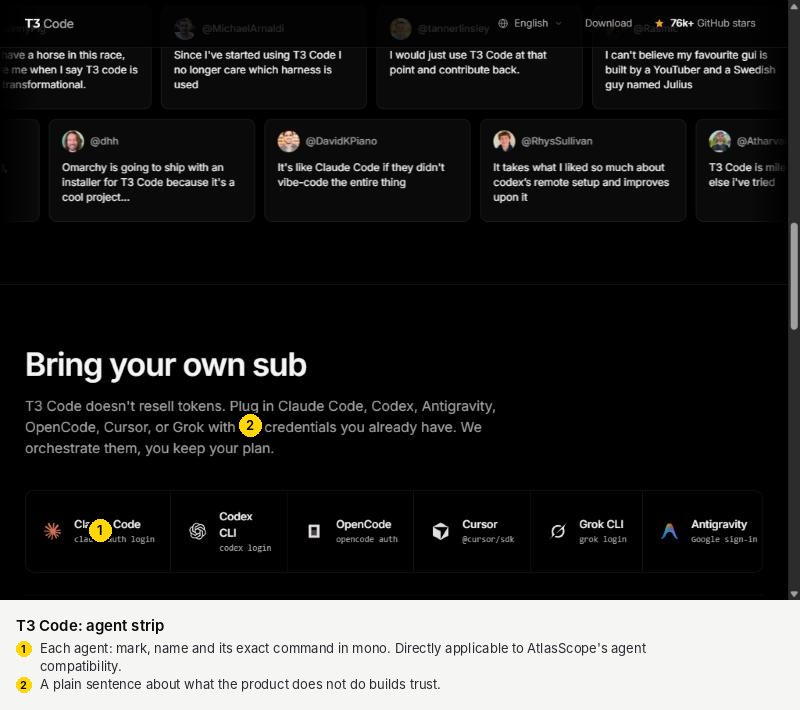 T3 Code
English
Download
76k+ GitHub stars
@MichaelArnaldi
@tannerlinsley
have a horse in this race,
e me when I say T3 code is
transformational.
Since I've started using T3 Code I
no longer care which harness is
used
I would just use T3 Code at that
point and contribute back.
I can't believe my favourite gui is
built by a YouTuber and a Swedish
guy named Julius
@dhh
Omarchy is going to ship with an
installer for T3 Code because it's a
cool project...
@DavidKPiano
It's like Claude Code if they didn't
vibe-code the entire thing
@RhysSullivan
It takes what I liked so much about
codex's remote setup and improves
upon it
@Atharva
T3 Code is mile
else i've tried
Bring your own sub
T3 Code doesn't resell tokens. Plug in Claude Code, Codex, Antigravity,
OpenCode, Cursor, or Grok with 2 credentials you already have. We
orchestrate them, you keep your plan.
1
Code
auth login
Codex
CLI
codex login
OpenCode
opencode auth
Cursor
@cursor/sdk
Grok CLI
grok login
Antigravity
Google sign-in
T3 Code: agent strip
1 Each agent: mark, name and its exact command in mono. Directly applicable to AtlasScope's agent
compatibility.
2 A plain sentence about what the product does not do builds trust.